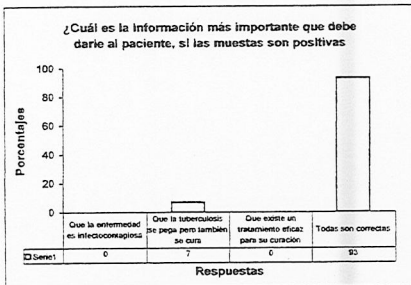 ¿Cuál es la información más importante que debe
darle al paciente, si las muestas son positivas
100
80
60
40
20
0
Porcentajes
Que la enfermedad
es infectocontagiosa
Que la tuberculosis
se pega pero también
se cura
Que existe un
tratamiento eficaz
para su curación
Todas son correctas
Serie1 0 7 0 93
Respuestas